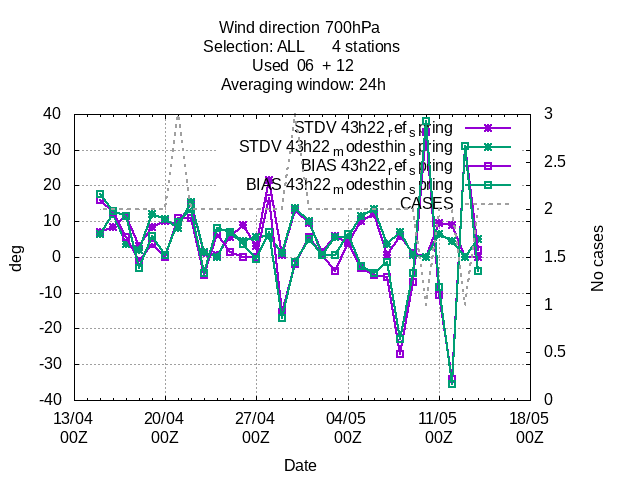 Wind direction 700hPa
Selection: ALL 4 stations
Used 06 + 12
Averaging window: 24h
STDV 43h22_ref_spring
STDV 43h22_modesthin_spring
BIAS 43h22_ref_spring
BIAS 43h22_modesthin_spring
CASES
40
30
20
10
0
-10
-20
-30
-40
deg
3
2.5
2
1.5
1
0.5
0
No cases
13/04 20/04 27/04 04/05 11/05 18/05
00Z 00Z 00Z 00Z 00Z 00Z
Date